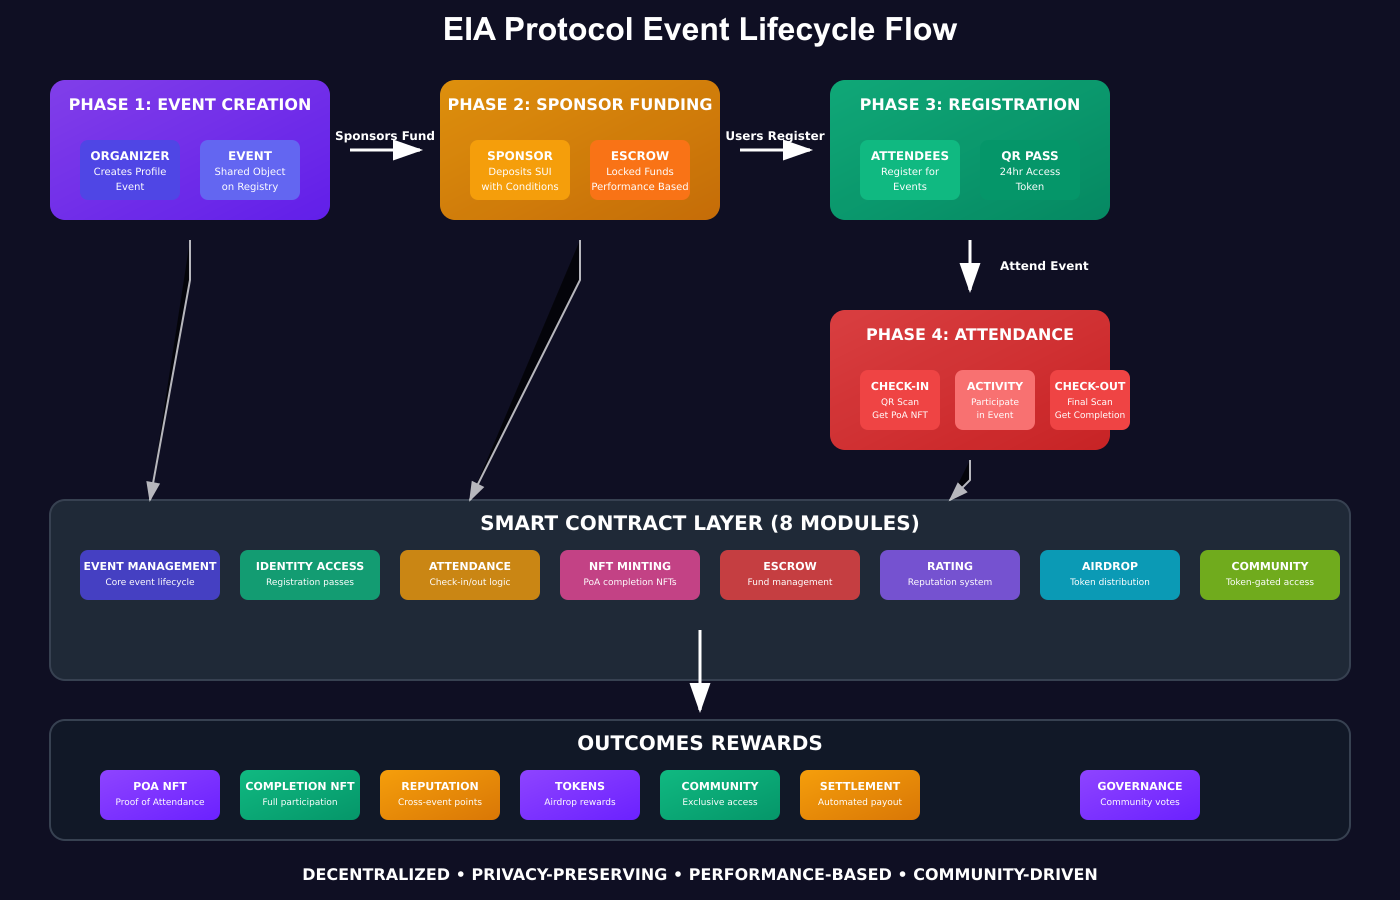 EIA Protocol Event Lifecycle Flow
PHASE 1: EVENT CREATION
ORGANIZER
Creates Profile
Event
EVENT
Shared Object
on Registry
Sponsors Fund
PHASE 2: SPONSOR FUNDING
SPONSOR
Deposits SUI
with Conditions
ESCROW
Locked Funds
Performance Based
Users Register
PHASE 3: REGISTRATION
ATTENDEES
Register for
Events
QR PASS
24hr Access
Token
Attend Event
PHASE 4: ATTENDANCE
CHECK-IN
QR Scan
Get PoA NFT
ACTIVITY
Participate
in Event
CHECK-OUT
Final Scan
Get Completion
SMART CONTRACT LAYER (8 MODULES)
EVENT MANAGEMENT
Core event lifecycle
IDENTITY ACCESS
Registration passes
ATTENDANCE
Check-in/out logic
NFT MINTING
PoA completion NFTs
ESCROW
Fund management
RATING
Reputation system
AIRDROP
Token distribution
COMMUNITY
Token-gated access
OUTCOMES REWARDS
POA NFT
Proof of Attendance
COMPLETION NFT
Full participation
REPUTATION
Cross-event points
TOKENS
Airdrop rewards
COMMUNITY
Exclusive access
SETTLEMENT
Automated payout
GOVERNANCE
Community votes
DECENTRALIZED • PRIVACY-PRESERVING • PERFORMANCE-BASED • COMMUNITY-DRIVEN